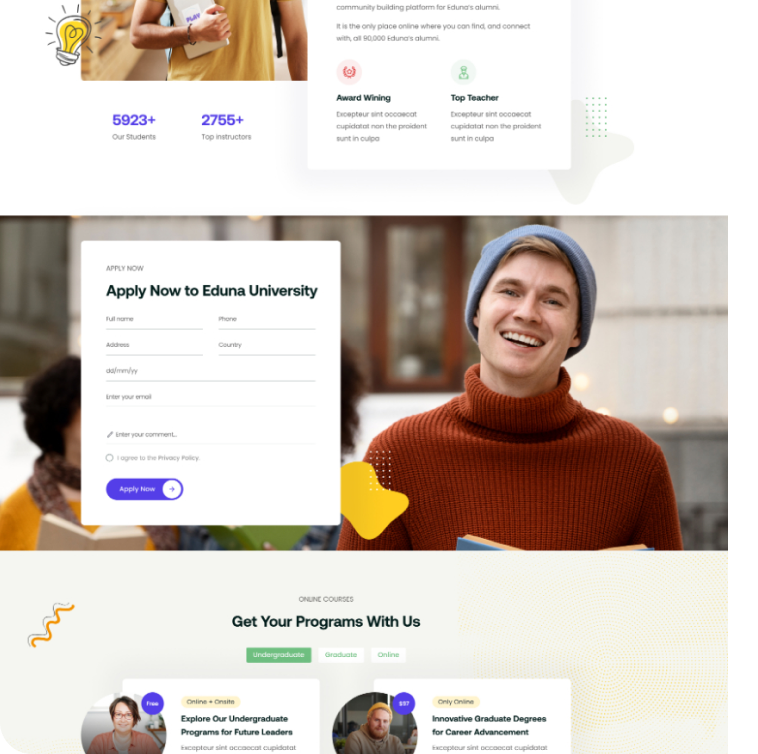 community building platform for Eduna's alumni.
It is the only place online where you can find, and connect
with, all 90,000 Eduna's alumni.
PLAY
Award Wining
Top Teacher
Excepteur sint occaecat
cupidatat non the proident
sunt in culpa
Excepteur sint occaecat
cupidatat non the proident
sunt in culpa
5923+
Our Students
2755+
Top instructors
APPLY NOW
Apply Now to Eduna University
Full name
Phone
Address
Country
dd/mm/yy
Enter your email
Enter your comment...
I agree to the Privacy Policy.
Apply Now
ONLINE COURSES
Get Your Programs With Us
Undergraduate
Graduate
Online
Free
Online + Onsite
Explore Our Undergraduate
Programs for Future Leaders
Excepteur sint occaecat cupidatat
$117
Only Online
Innovative Graduate Degrees
for Career Advancement
Excepteur sint occaecat cupidatat